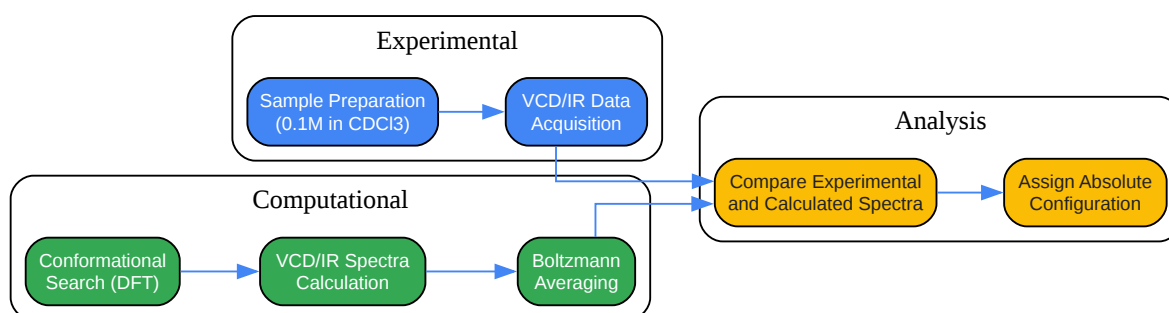 Experimental
Sample Preparation
(0.1M in CDCl3)
VCD/IR Data
Acquisition
Computational
Conformational
Search (DFT)
VCD/IR Spectra
Calculation
Boltzmann
Averaging
Analysis
Compare Experimental
and Calculated Spectra
Assign Absolute
Configuration